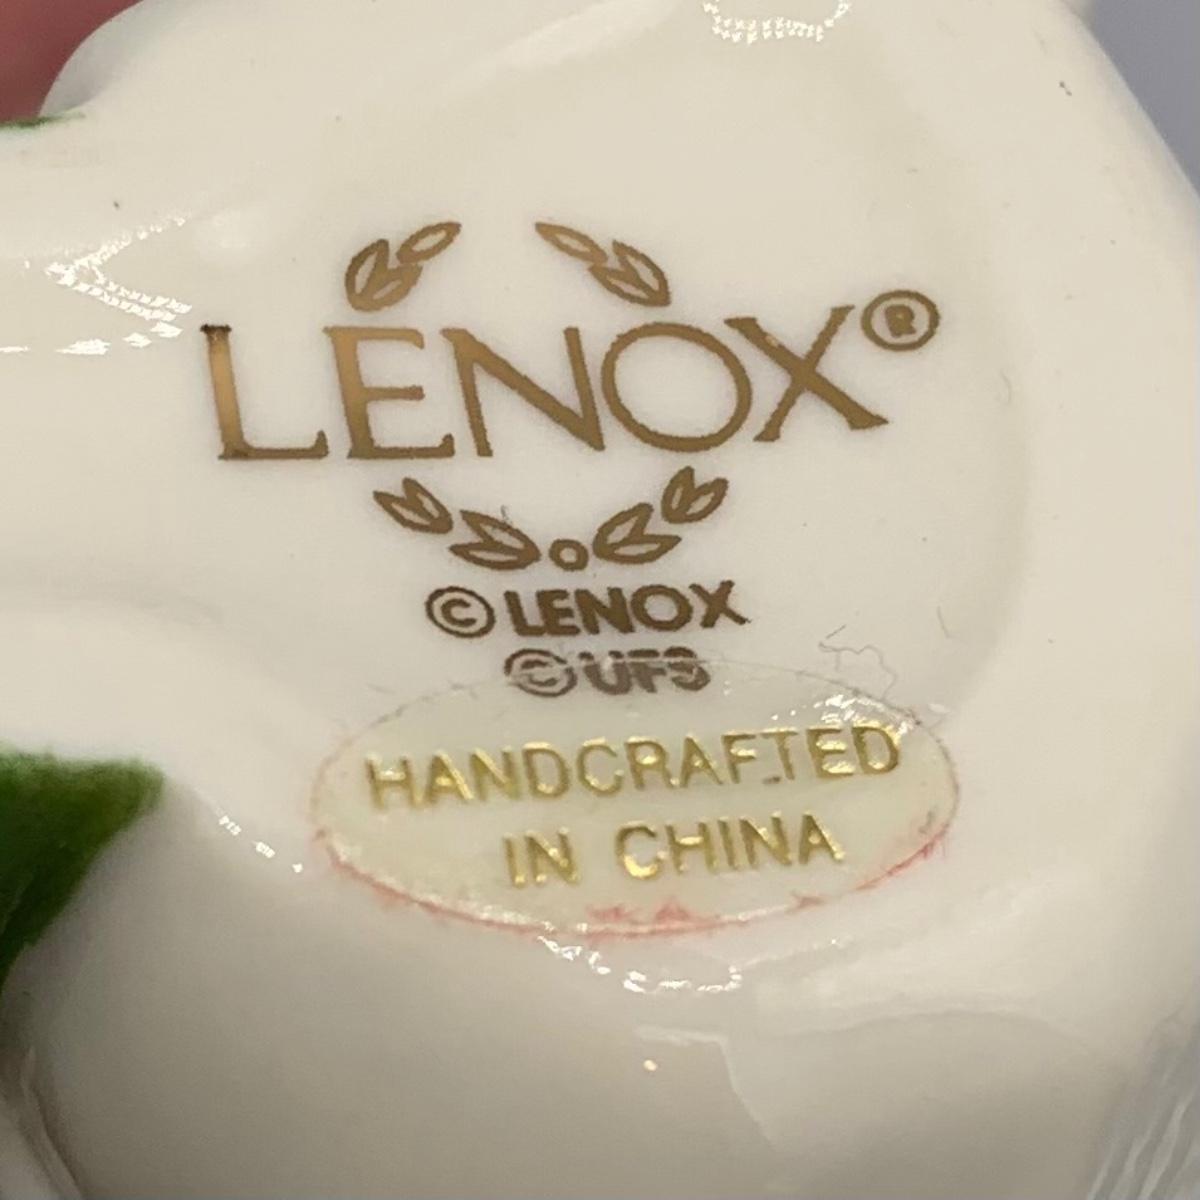 LENOX®
© LENOX
© UFS
HANDCRAFTED
IN CHINA